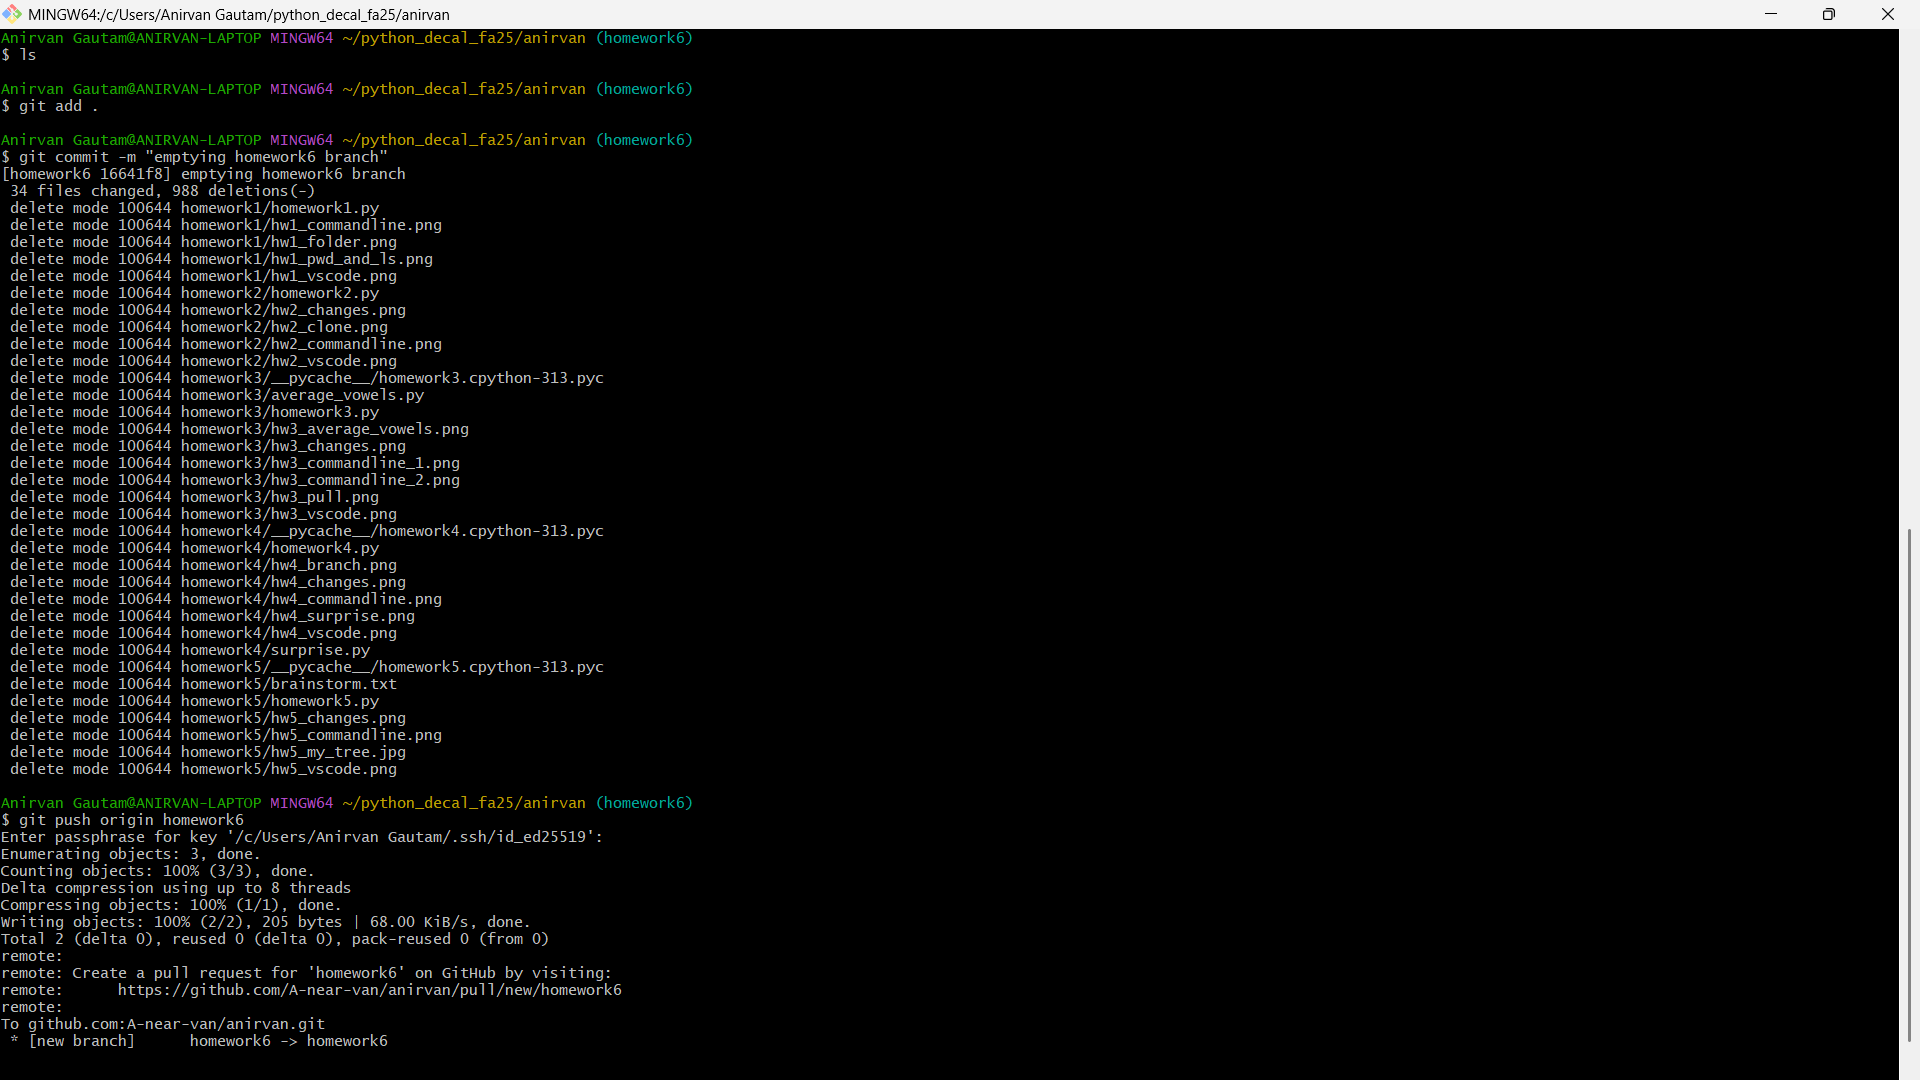 MINGW64:/c/Users/Anirvan Gautam/python_decal_fa25/anirvan
Anirvan Gautam@ANIRVAN-LAPTOP MINGW64 ~/python_decal_fa25/anirvan (homework6)
$ ls
Anirvan Gautam@ANIRVAN-LAPTOP MINGW64 ~/python_decal_fa25/anirvan (homework6)
$ git add .
Anirvan Gautam@ANIRVAN-LAPTOP MINGW64 ~/python_decal_fa25/anirvan (homework6)
$ git commit -m "emptying homework6 branch"
[homework6 16641f8] emptying homework6 branch
 34 files changed, 988 deletions(-)
 delete mode 100644 homework1/homework1.py
 delete mode 100644 homework1/hw1_commandline.png
 delete mode 100644 homework1/hw1_folder.png
 delete mode 100644 homework1/hw1_pwd_and_ls.png
 delete mode 100644 homework1/hw1_vscode.png
 delete mode 100644 homework2/homework2.py
 delete mode 100644 homework2/hw2_changes.png
 delete mode 100644 homework2/hw2_clone.png
 delete mode 100644 homework2/hw2_commandline.png
 delete mode 100644 homework2/hw2_vscode.png
 delete mode 100644 homework3/__pycache__/homework3.cpython-313.pyc
 delete mode 100644 homework3/average_vowels.py
 delete mode 100644 homework3/homework3.py
 delete mode 100644 homework3/hw3_average_vowels.png
 delete mode 100644 homework3/hw3_changes.png
 delete mode 100644 homework3/hw3_commandline_1.png
 delete mode 100644 homework3/hw3_commandline_2.png
 delete mode 100644 homework3/hw3_pull.png
 delete mode 100644 homework3/hw3_vscode.png
 delete mode 100644 homework4/__pycache__/homework4.cpython-313.pyc
 delete mode 100644 homework4/homework4.py
 delete mode 100644 homework4/hw4_branch.png
 delete mode 100644 homework4/hw4_changes.png
 delete mode 100644 homework4/hw4_commandline.png
 delete mode 100644 homework4/hw4_surprise.png
 delete mode 100644 homework4/hw4_vscode.png
 delete mode 100644 homework4/surprise.py
 delete mode 100644 homework5/__pycache__/homework5.cpython-313.pyc
 delete mode 100644 homework5/brainstorm.txt
 delete mode 100644 homework5/homework5.py
 delete mode 100644 homework5/hw5_changes.png
 delete mode 100644 homework5/hw5_commandline.png
 delete mode 100644 homework5/hw5_my_tree.jpg
 delete mode 100644 homework5/hw5_vscode.png
Anirvan Gautam@ANIRVAN-LAPTOP MINGW64 ~/python_decal_fa25/anirvan (homework6)
$ git push origin homework6
Enter passphrase for key '/c/Users/Anirvan Gautam/.ssh/id_ed25519':
Enumerating objects: 3, done.
Counting objects: 100% (3/3), done.
Delta compression using up to 8 threads
Compressing objects: 100% (1/1), done.
Writing objects: 100% (2/2), 205 bytes | 68.00 KiB/s, done.
Total 2 (delta 0), reused 0 (delta 0), pack-reused 0 (from 0)
remote:
remote: Create a pull request for 'homework6' on GitHub by visiting:
remote:      https://github.com/A-near-van/anirvan/pull/new/homework6
remote:
To github.com:A-near-van/anirvan.git
 * [new branch]      homework6 -> homework6